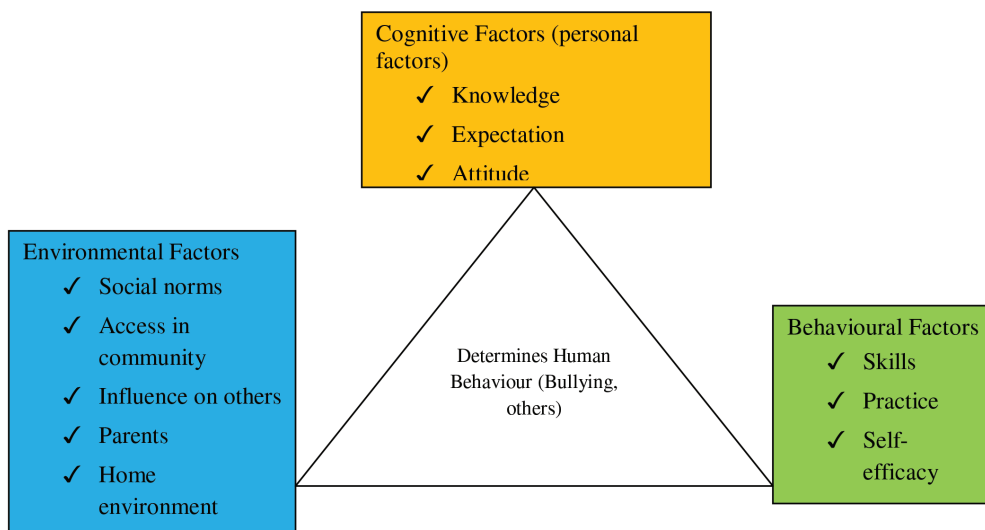 Cognitive Factors (personal
factors)
✓ Knowledge
✓ Expectation
✓ Attitude
Environmental Factors
✓ Social norms
✓ Access in
community
✓ Influence on others
✓ Parents
✓ Home
environment
Determines Human
Behaviour (Bullying,
others)
Behavioural Factors
✓ Skills
✓ Practice
✓ Self-
efficacy